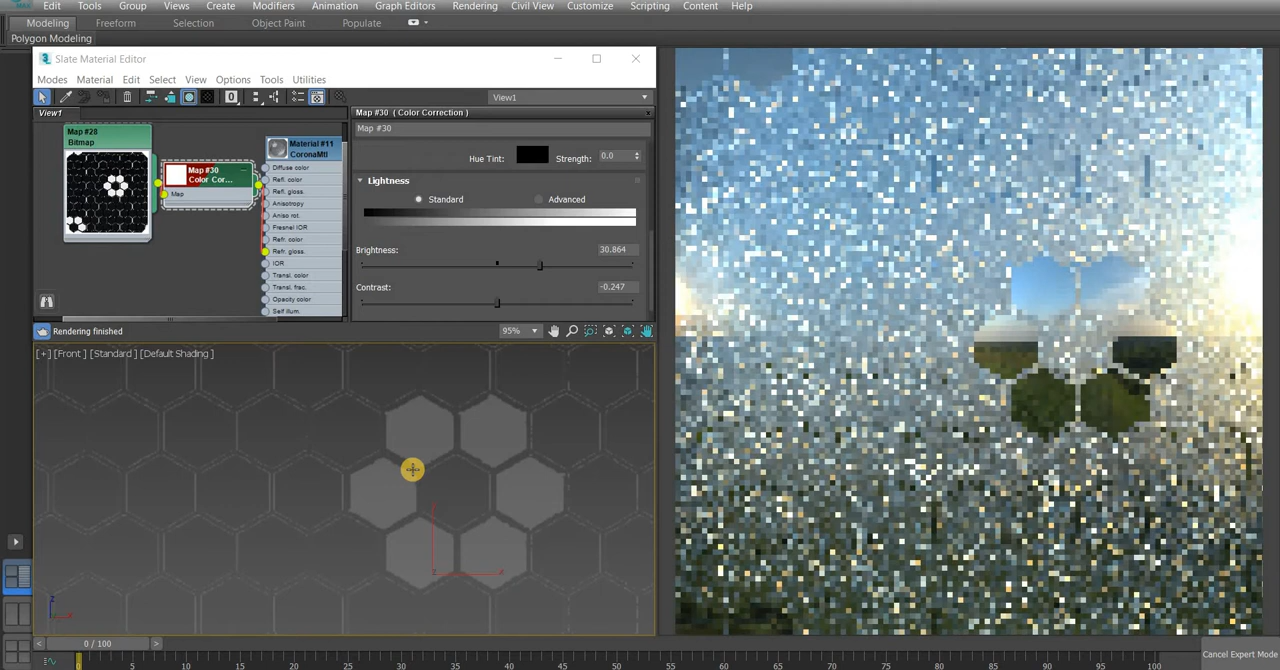 Edit Tools Group Views Create Modifiers Animation Graph Editors Rendering Civil View Customize Scripting Content Help
Modeling Freeform Selection Object Paint Populate
Polygon Modeling
Slate Material Editor
Modes Material Edit Select View Options Tools Utilities
0 View1
View1
Map #28
Bitmap
Map #30
Color Cor...
Map
Material #11
CoronaMtl
Diffuse color
Refl. color
Refl. gloss.
Anisotropy
Aniso rot.
Fresnel IOR
Refr. color
Refr. gloss.
IOR
Transl. color
Transl. frac.
Opacity color
Self illum.
Map #30 ( Color Correction )
Map #30
Hue Tint: Strength: 0.0
Lightness
Standard Advanced
Brightness: 30.864
Contrast: -0.247
Rendering finished 95%
[+] [Front ] [Standard ] [Default Shading ]
z
x
z
x
< 0 / 100 >
0 5 10 15 20 25 30 35 40 45 50 55 60 65 70 75 80 85 90 95 100
Cancel Expert Mode